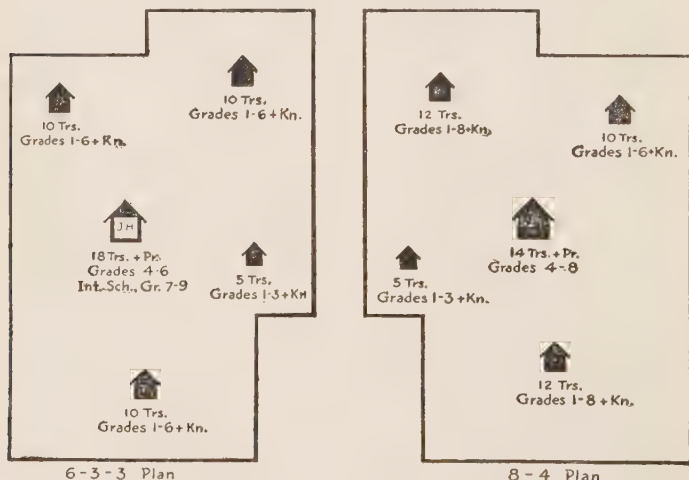 10 Trs.
Grades 1-6+Kn.
10 Trs.
Grades 1-6+Kn.
JH
18 Trs. + Pr.
Grades 4-6
Int. Sch., Gr. 7-9
5 Trs.
Grades 1-3+Kn
10 Trs.
Grades 1-6+Kn.
6-3-3 Plan
12 Trs.
Grades 1-8+Kn.
10 Trs.
Grades 1-6+Kn.
14 Trs. + Pr.
Grades 4-8
5 Trs.
Grades 1-3+Kn.
12 Trs.
Grades 1-8+Kn.
8-4 Plan